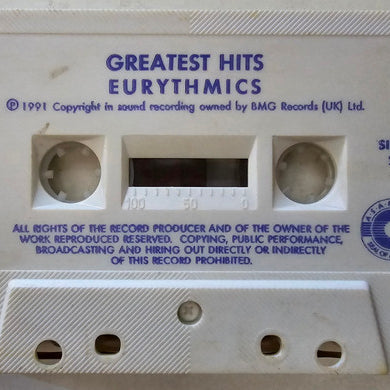 GREATEST HITS
EURYTHMICS
℗ 1991 Copyright in sound recording owned by BMG Records (UK) Ltd.
SI
100 50 0
ALL RIGHTS OF THE RECORD PRODUCER AND OF THE OWNER OF THE
WORK REPRODUCED RESERVED. COPYING, PUBLIC PERFORMANCE,
BROADCASTING AND HIRING OUT DIRECTLY OR INDIRECTLY
OF THIS RECORD PROHIBITED.